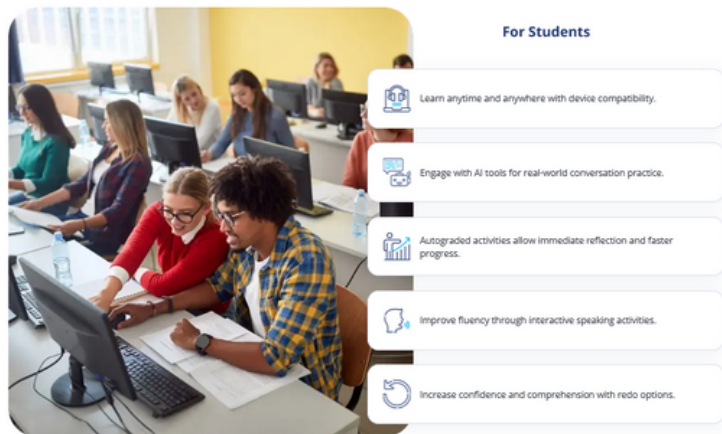 For Students
Learn anytime and anywhere with device compatibility.
Engage with AI tools for real-world conversation practice.
Autograded activities allow immediate reflection and faster
progress.
Improve fluency through interactive speaking activities.
Increase confidence and comprehension with redo options.